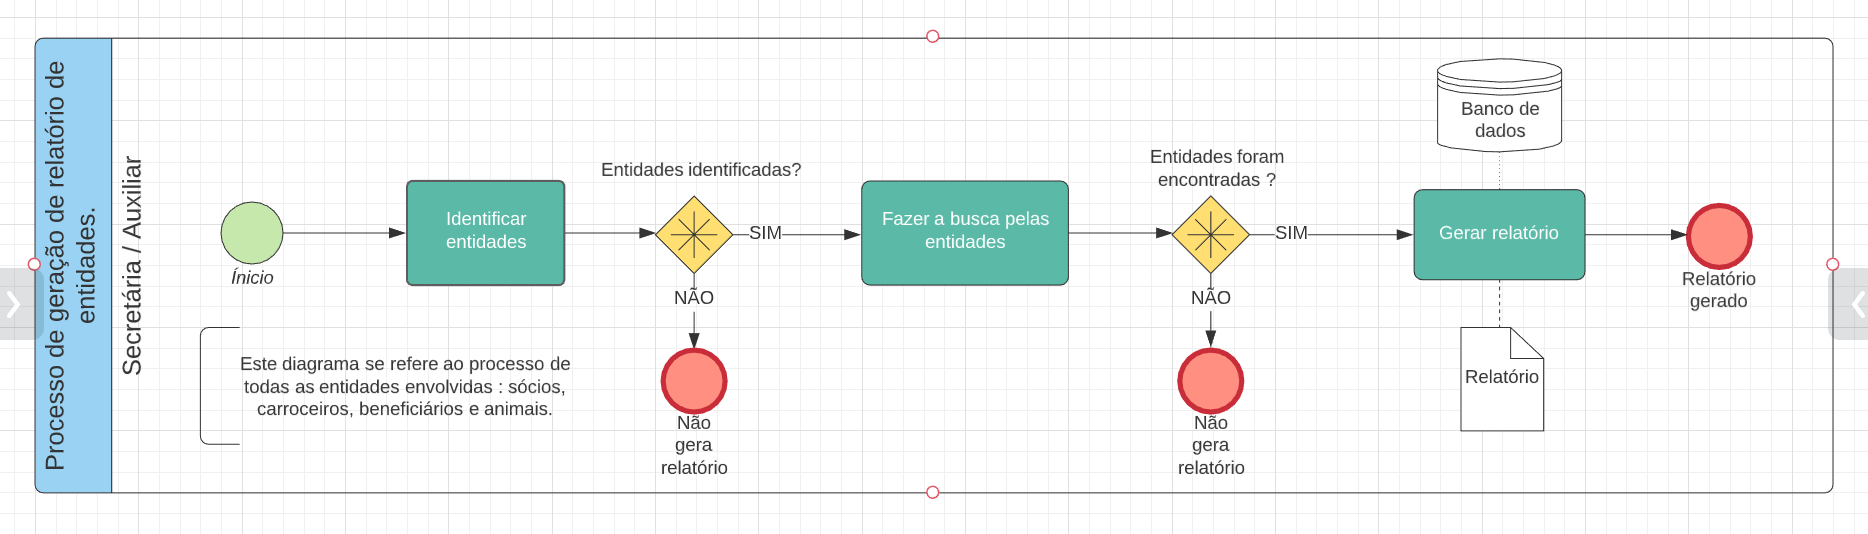 Processo de geração de relatório de
entidades.
Secretária / Auxiliar
Ínicio
Identificar
entidades
Entidades identificadas?
SIM
NÃO
Não
gera
relatório
Fazer a busca pelas
entidades
Entidades foram
encontradas ?
SIM
NÃO
Não
gera
relatório
Banco de
dados
Gerar relatório
Relatório
Relatório
gerado
Este diagrama se refere ao processo de
todas as entidades envolvidas : sócios,
carroceiros, beneficiários e animais.